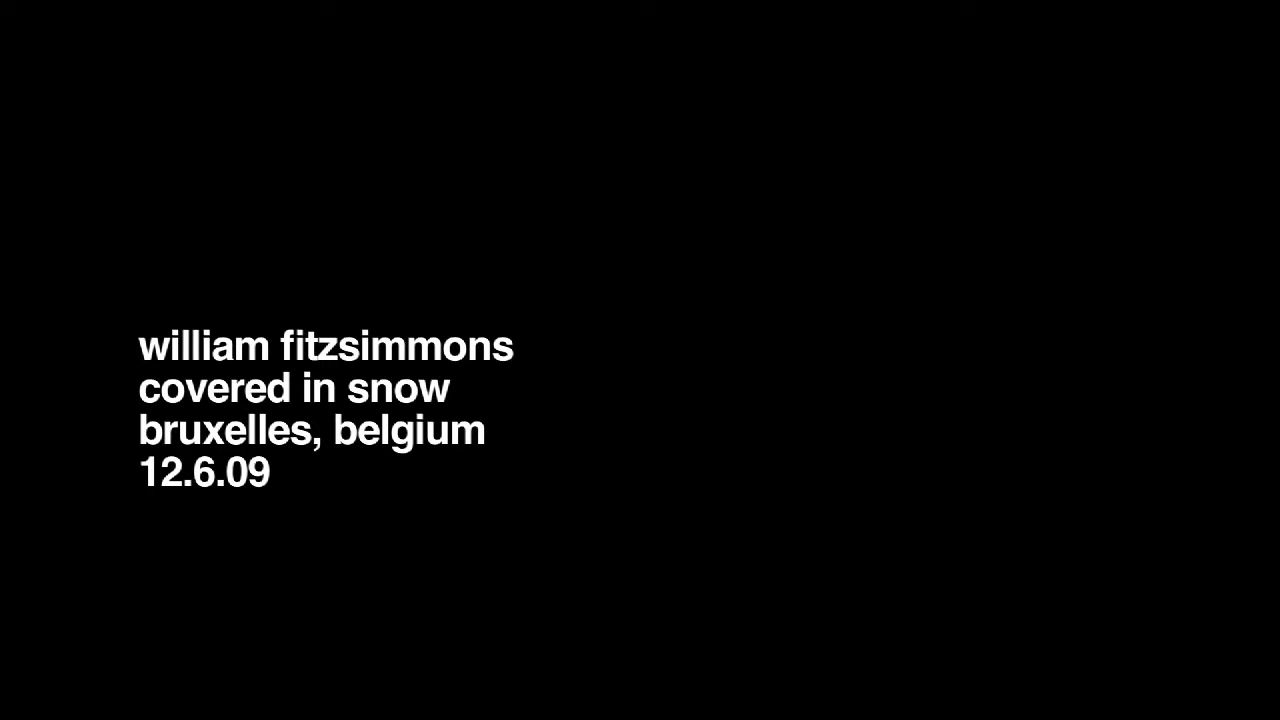 william fitzsimmons
covered in snow
bruxelles, belgium
12.6.09